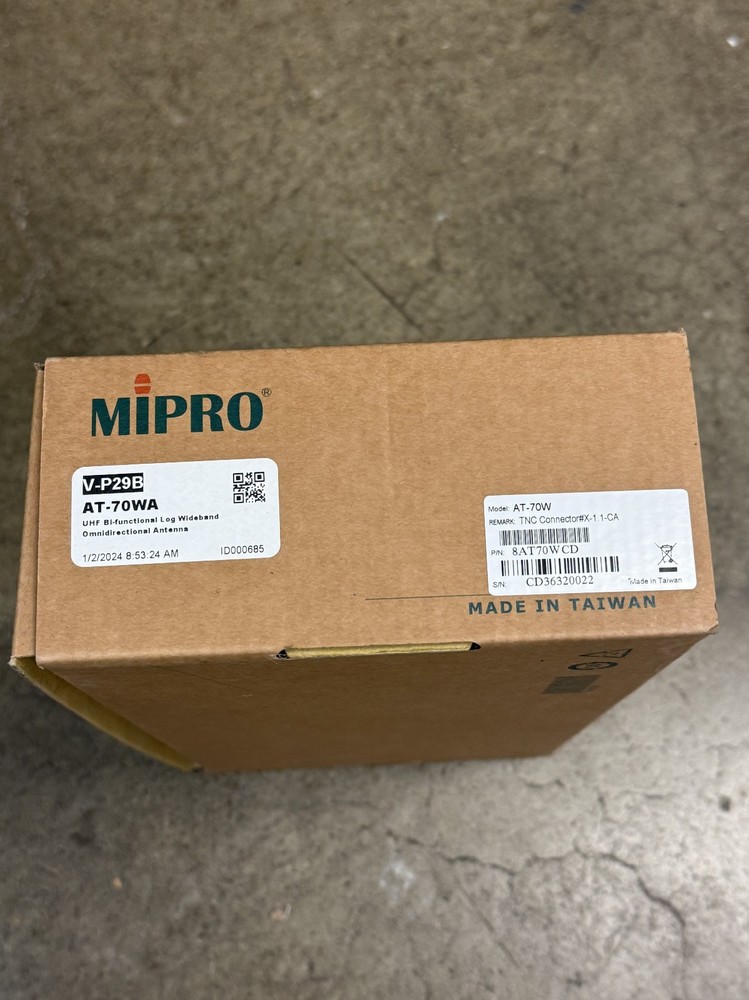 MIPRO®
V-P29B
AT-70WA
UHF Bi-functional Log Wideband
Omnidirectional Antenna
1/2/2024 8:53:24 AM ID000685
Model: AT-70W
REMARK: TNC Connector#X-1.1-CA
P/N: 8AT70WCD
S/N: CD36320022 Made in Taiwan
MADE IN TAIWAN